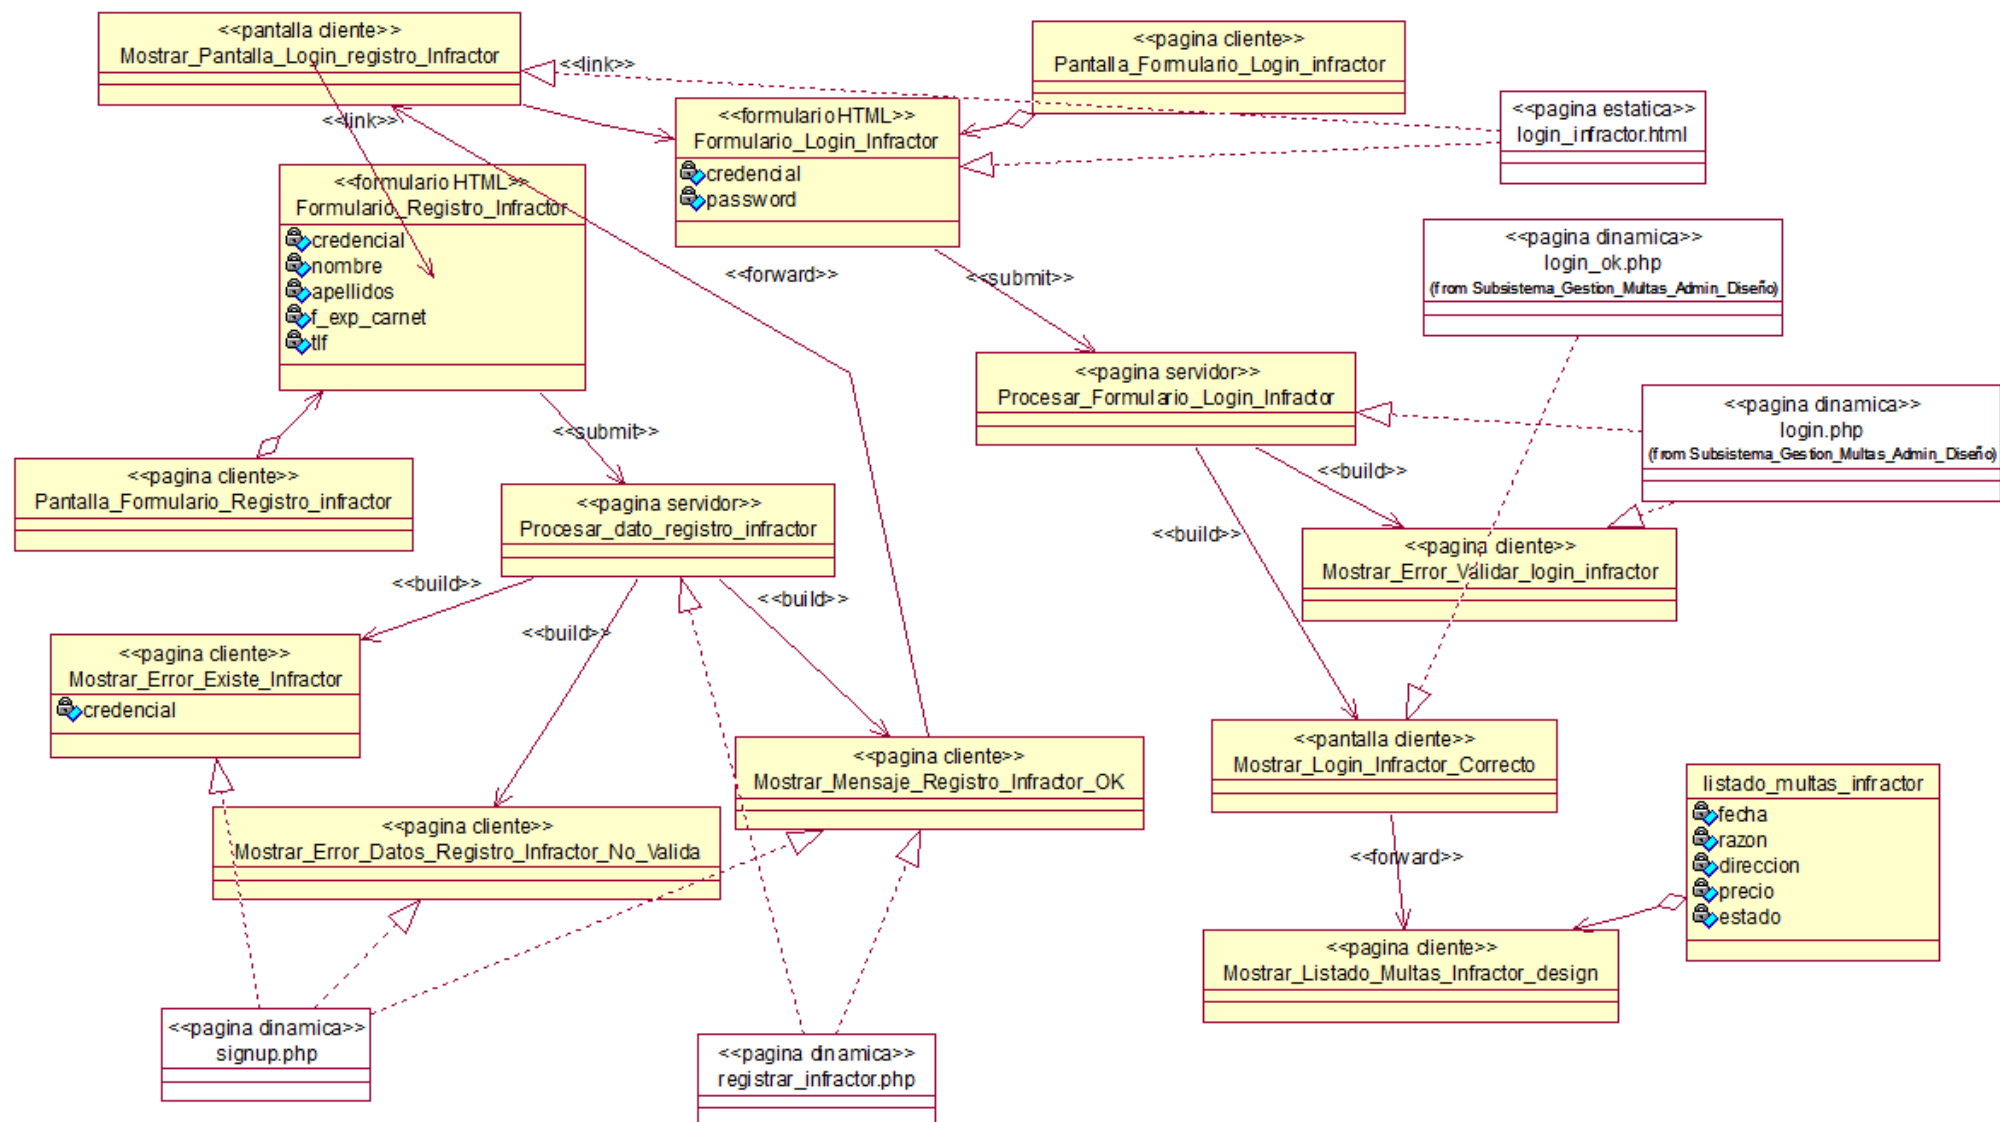 <<pantalla cliente>>
Mostrar_Pantalla_Login_registro_Infractor
<<link>>
<<pagina cliente>>
Pantalla_Formulario_Login_infractor
<<link>>
<<formularioHTML>>
Formulario_Login_Infractor
credencial
password
<<pagina estatica>>
login_infractor.html
<<formulario HTML>>
Formulario_Registro_Infractor
credencial
nombre
apellidos
f_exp_carnet
tlf
<<forward>>
<<submit>>
<<pagina dinamica>>
login_ok.php
(from Subsistema_Gestion_Multas_Admin_Diseño)
<<pagina servidor>>
Procesar_Formulario_Login_Infractor
<<pagina dinamica>>
login.php
(from Subsistema_Gestion_Multas_Admin_Diseño)
<<submit>>
<<pagina cliente>>
Pantalla_Formulario_Registro_infractor
<<pagina servidor>>
Procesar_dato_registro_infractor
<<build>>
<<build>>
<<pagina cliente>>
Mostrar_Error_Validar_login_infractor
<<build>>
<<build>>
<<build>>
<<pagina cliente>>
Mostrar_Error_Existe_Infractor
credencial
<<pagina cliente>>
Mostrar_Mensaje_Registro_Infractor_OK
<<pantalla cliente>>
Mostrar_Login_Infractor_Correcto
listado_multas_infractor
fecha
razon
direccion
precio
estado
<<pagina cliente>>
Mostrar_Error_Datos_Registro_Infractor_No_Valida
<<forward>>
<<pagina cliente>>
Mostrar_Listado_Multas_Infractor_design
<<pagina dinamica>>
signup.php
<<pagina dinamica>>
registrar_infractor.php